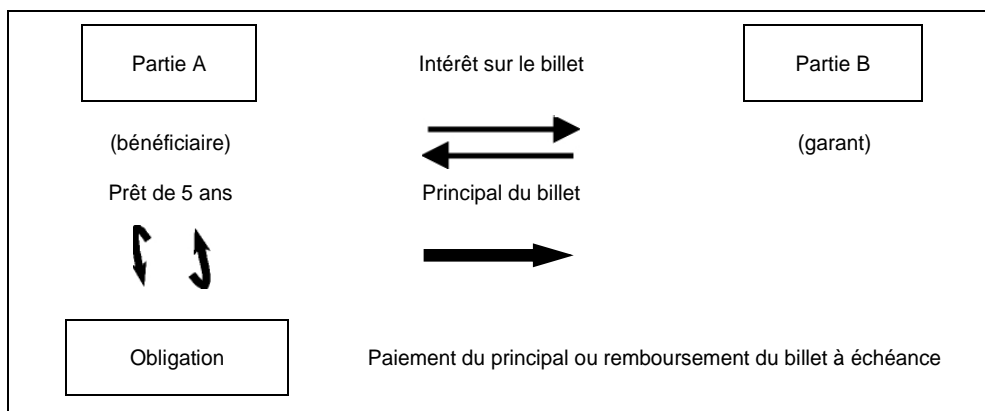 Partie A
Intérêt sur le billet
Partie B
(bénéficiaire)
(garant)
Prêt de 5 ans
Principal du billet
Obligation
Paiement du principal ou remboursement du billet à échéance